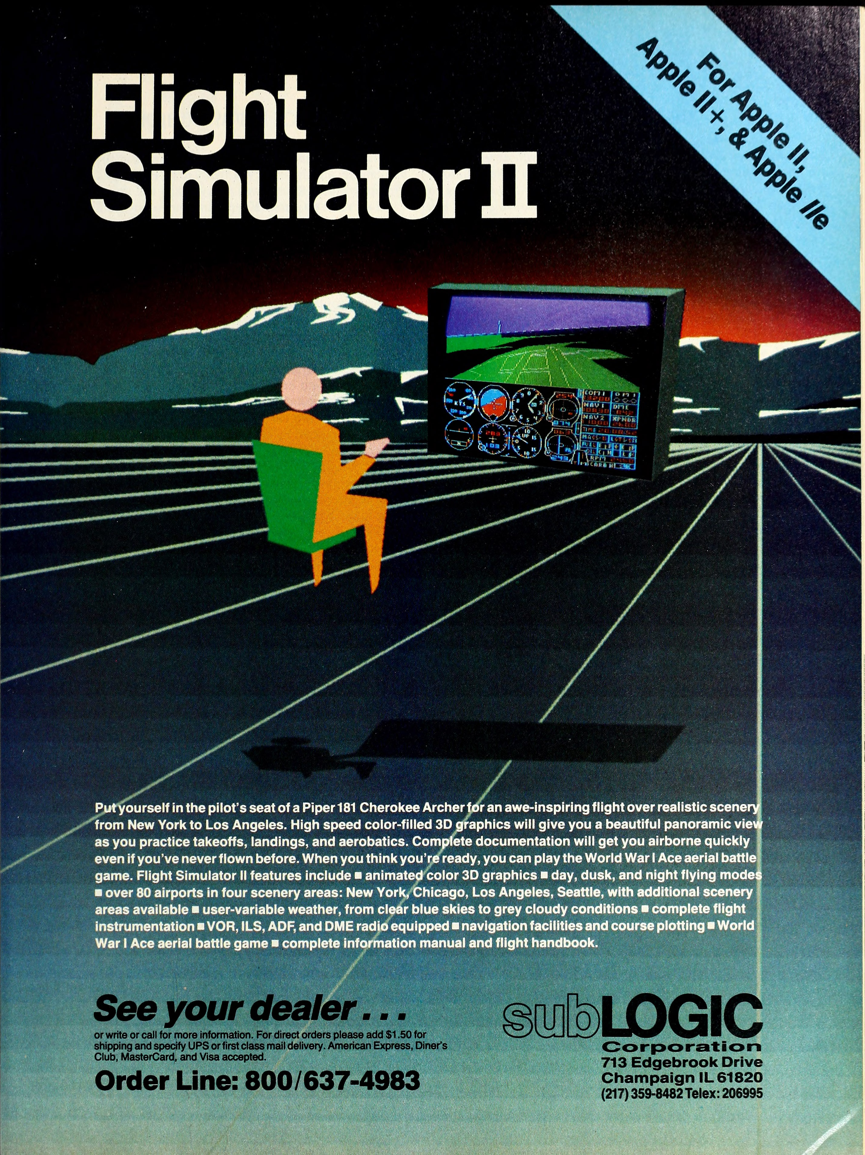 For Apple II,
Apple II+, & Apple //e
Flight
Simulator II
Put yourself in the pilot's seat of a Piper 181 Cherokee Archer for an awe-inspiring flight over realistic scenery
from New York to Los Angeles. High speed color-filled 3D graphics will give you a beautiful panoramic view
as you practice takeoffs, landings, and aerobatics. Complete documentation will get you airborne quickly
even if you've never flown before. When you think you're ready, you can play the World War I Ace aerial battle
game. Flight Simulator II features include ■ animated color 3D graphics ■ day, dusk, and night flying modes
■ over 80 airports in four scenery areas: New York, Chicago, Los Angeles, Seattle, with additional scenery
areas available ■ user-variable weather, from clear blue skies to grey cloudy conditions ■ complete flight
instrumentation ■ VOR, ILS, ADF, and DME radio equipped ■ navigation facilities and course plotting ■ World
War I Ace aerial battle game ■ complete information manual and flight handbook.
See your dealer . . .
or write or call for more information. For direct orders please add $1.50 for
shipping and specify UPS or first class mail delivery. American Express, Diner's
Club, MasterCard, and Visa accepted.
Order Line: 800/637-4983
subLOGIC
Corporation
713 Edgebrook Drive
Champaign IL 61820
(217) 359-8482 Telex: 206995